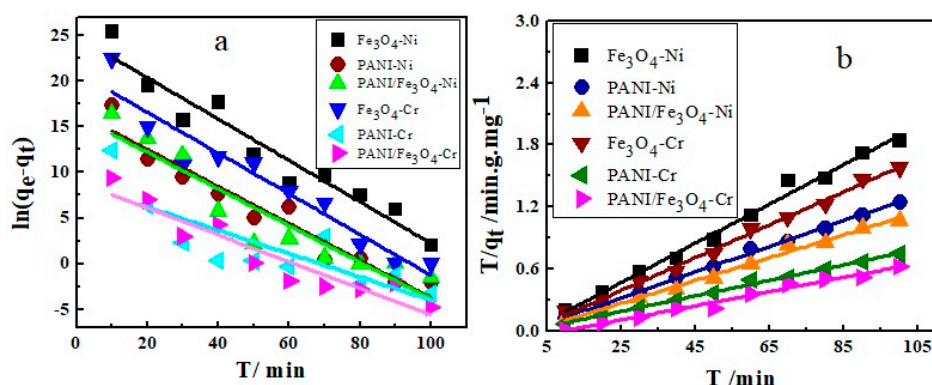 a
Fe3O4-Ni
PANI-Ni
PANI/Fe3O4-Ni
Fe3O4-Cr
PANI-Cr
PANI/Fe3O4-Cr
ln(qe-qt)
25
20
15
10
5
0
-5
0 20 40 60 80 100
T/ min
b
Fe3O4-Ni
PANI-Ni
PANI/Fe3O4-Ni
Fe3O4-Cr
PANI-Cr
PANI/Fe3O4-Cr
T/qt /min.g.mg-1
3.0
2.4
1.8
1.2
0.6
0.0
5 25 45 65 85 105
T /min